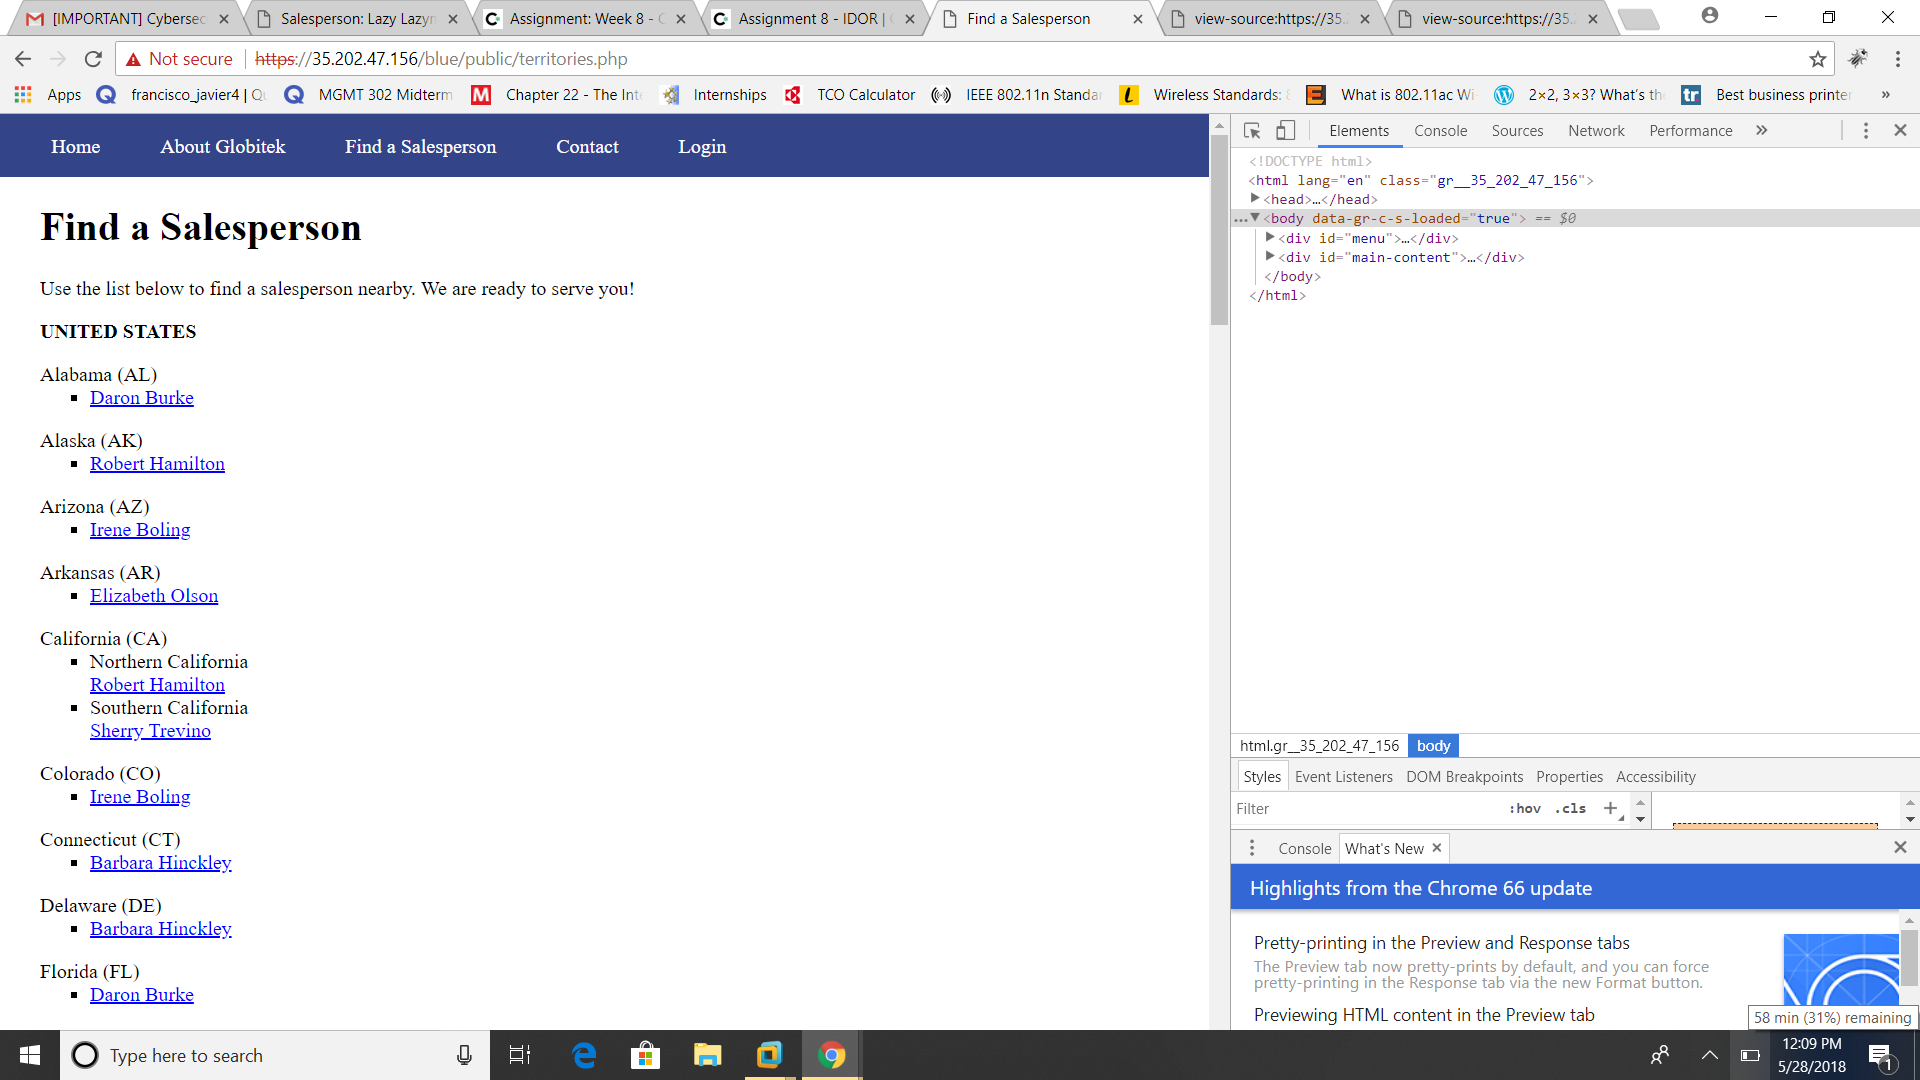 [IMPORTANT] Cybersec
Salesperson: Lazy Lazyn
Assignment: Week 8 - C
Assignment 8 - IDOR | C
Find a Salesperson
view-source:https://35.
view-source:https://35.
Not secure
https://35.202.47.156/blue/public/territories.php
Apps
francisco_javier4 | Qu
MGMT 302 Midterm
Chapter 22 - The Inte
Internships
TCO Calculator
IEEE 802.11n Standar
Wireless Standards: 8
What is 802.11ac Wi-
2×2, 3×3? What's the
Best business printer
»
Home
About Globitek
Find a Salesperson
Contact
Login
Find a Salesperson
Use the list below to find a salesperson nearby. We are ready to serve you!
UNITED STATES
Alabama (AL)
Daron Burke
Alaska (AK)
Robert Hamilton
Arizona (AZ)
Irene Boling
Arkansas (AR)
Elizabeth Olson
California (CA)
Northern California
Robert Hamilton
Southern California
Sherry Trevino
Colorado (CO)
Irene Boling
Connecticut (CT)
Barbara Hinckley
Delaware (DE)
Barbara Hinckley
Florida (FL)
Daron Burke
Elements
Console
Sources
Network
Performance
»
<!DOCTYPE html>
<html lang="en" class="gr__35_202_47_156">
<head>…</head>
<body data-gr-c-s-loaded="true"> == $0
<div id="menu">…</div>
<div id="main-content">…</div>
</body>
</html>
html.gr__35_202_47_156
body
Styles
Event Listeners
DOM Breakpoints
Properties
Accessibility
Filter
:hov
.cls
+
Console
What's New
Highlights from the Chrome 66 update
Pretty-printing in the Preview and Response tabs
The Preview tab now pretty-prints by default, and you can force
pretty-printing in the Response tab via the new Format button.
Previewing HTML content in the Preview tab
58 min (31%) remaining
Type here to search
12:09 PM
5/28/2018
1